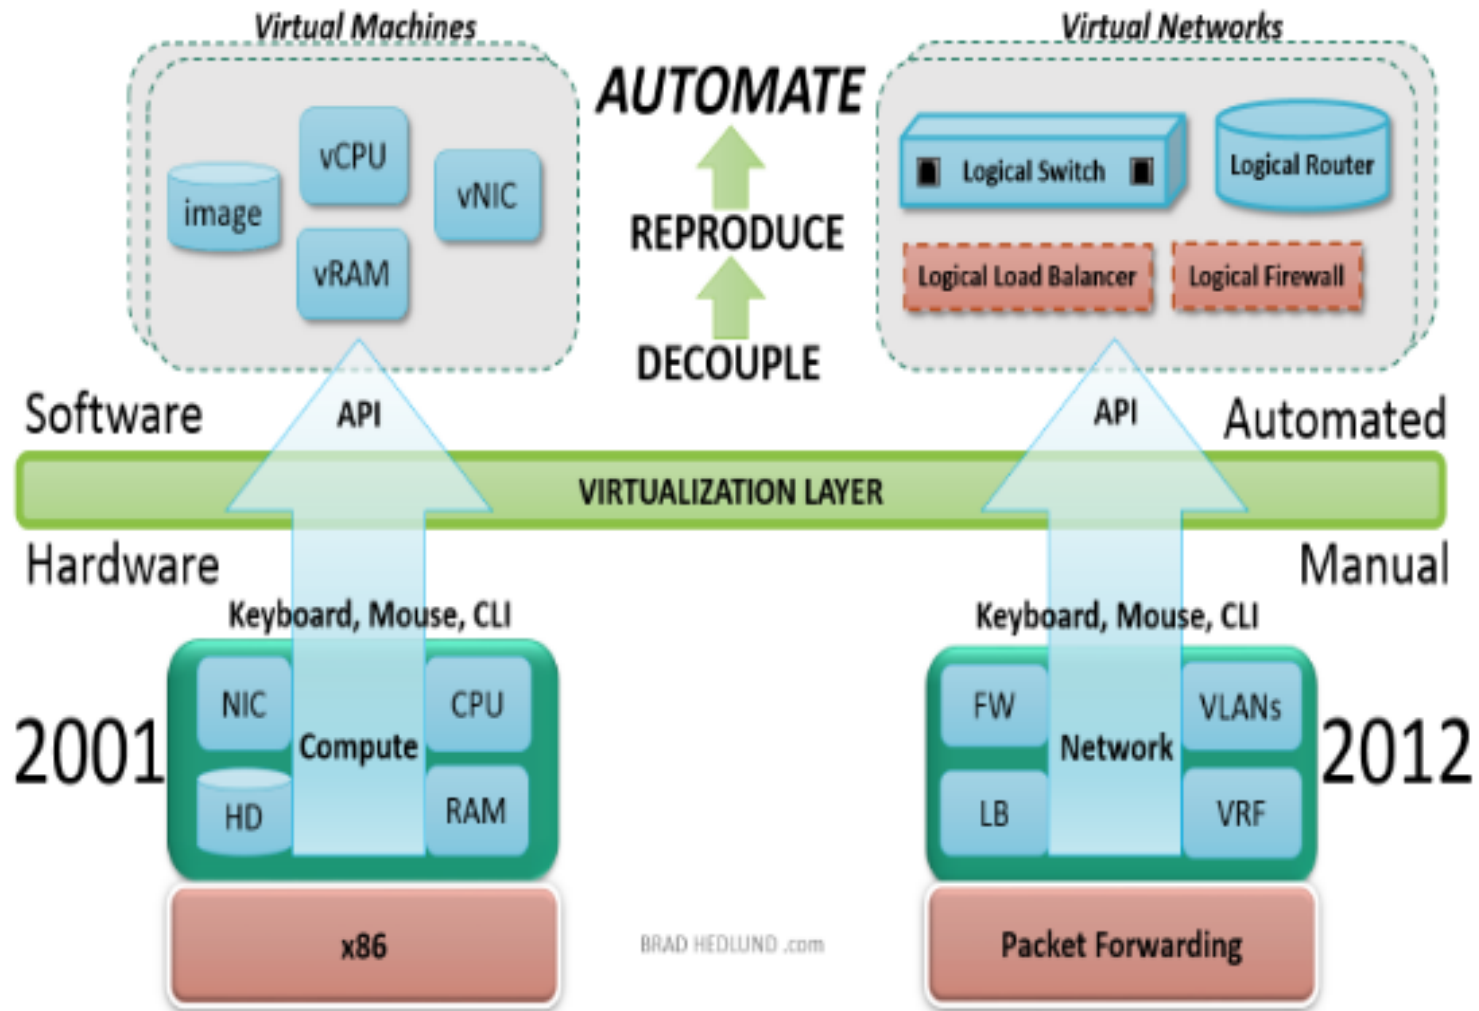 Virtual Machines
Virtual Networks
AUTOMATE
REPRODUCE
DECOUPLE
image
vCPU
vRAM
vNIC
Logical Switch
Logical Router
Logical Load Balancer
Logical Firewall
API
API
Software
Automated
VIRTUALIZATION LAYER
Hardware
Manual
Keyboard, Mouse, CLI
Keyboard, Mouse, CLI
2001
NIC
CPU
Compute
HD
RAM
x86
FW
VLANs
Network
LB
VRF
2012
Packet Forwarding
BRAD HEDLUND .com